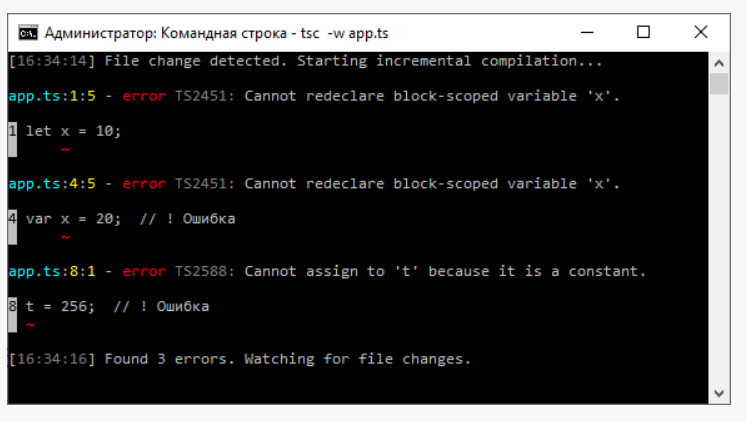 Администратор: Командная строка - tsc -w app.ts
[16:34:14] File change detected. Starting incremental compilation...
app.ts:1:5 - error TS2451: Cannot redeclare block-scoped variable 'x'.
1 let x = 10;
~
app.ts:4:5 - error TS2451: Cannot redeclare block-scoped variable 'x'.
4 var x = 20;  // ! Ошибка
~
app.ts:8:1 - error TS2588: Cannot assign to 't' because it is a constant.
8 t = 256;  // ! Ошибка
~
[16:34:16] Found 3 errors. Watching for file changes.